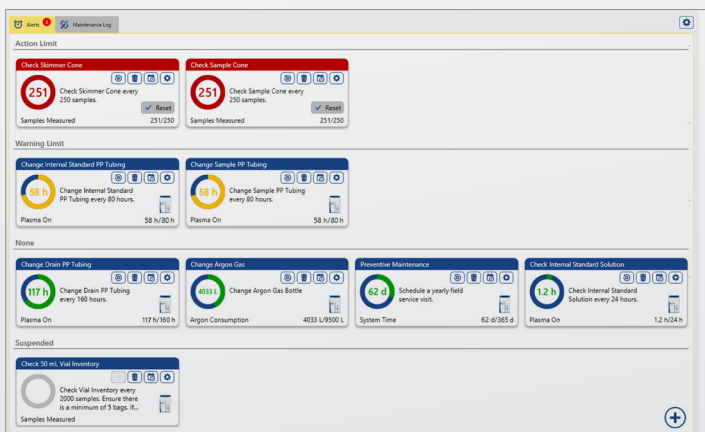 Alerts 2 Maintenance Log
Action Limit
Check Skimmer Cone
251
Check Skimmer Cone every
250 samples.
Reset
Samples Measured 251/250
Check Sample Cone
251
Check Sample Cone every
250 samples.
Reset
Samples Measured 251/250
Warning Limit
Change Internal Standard PP Tubing
58 h
Change Internal Standard
PP Tubing every 80 hours.
Plasma On 58 h/80 h
Change Sample PP Tubing
58 h
Change Sample PP Tubing
every 80 hours.
Plasma On 58 h/80 h
None
Change Drain PP Tubing
117 h
Change Drain PP Tubing
every 160 hours.
Plasma On 117 h/160 h
Change Argon Gas
4033 L
Change Argon Gas Bottle
Argon Consumption 4033 L/9500 L
Preventive Maintenance
62 d
Schedule a yearly field
service visit.
System Time 62 d/365 d
Check Internal Standard Solution
1.2 h
Check Internal Standard
Solution every 24 hours.
Plasma On 1.2 h/24 h
Suspended
Check 50 mL Vial Inventory
Check Vial Inventory every
2000 samples. Ensure there
is a minimum of 5 bags. If...
Samples Measured